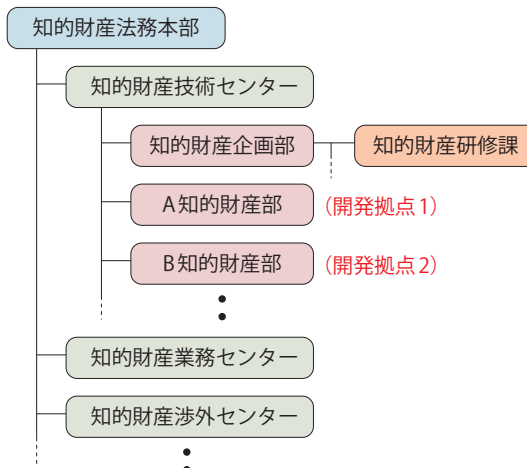 知的財産法務本部
知的財産技術センター
知的財産企画部
知的財産研修課
A知的財産部
（開発拠点1）
B知的財産部
（開発拠点2）
知的財産業務センター
知的財産渉外センター